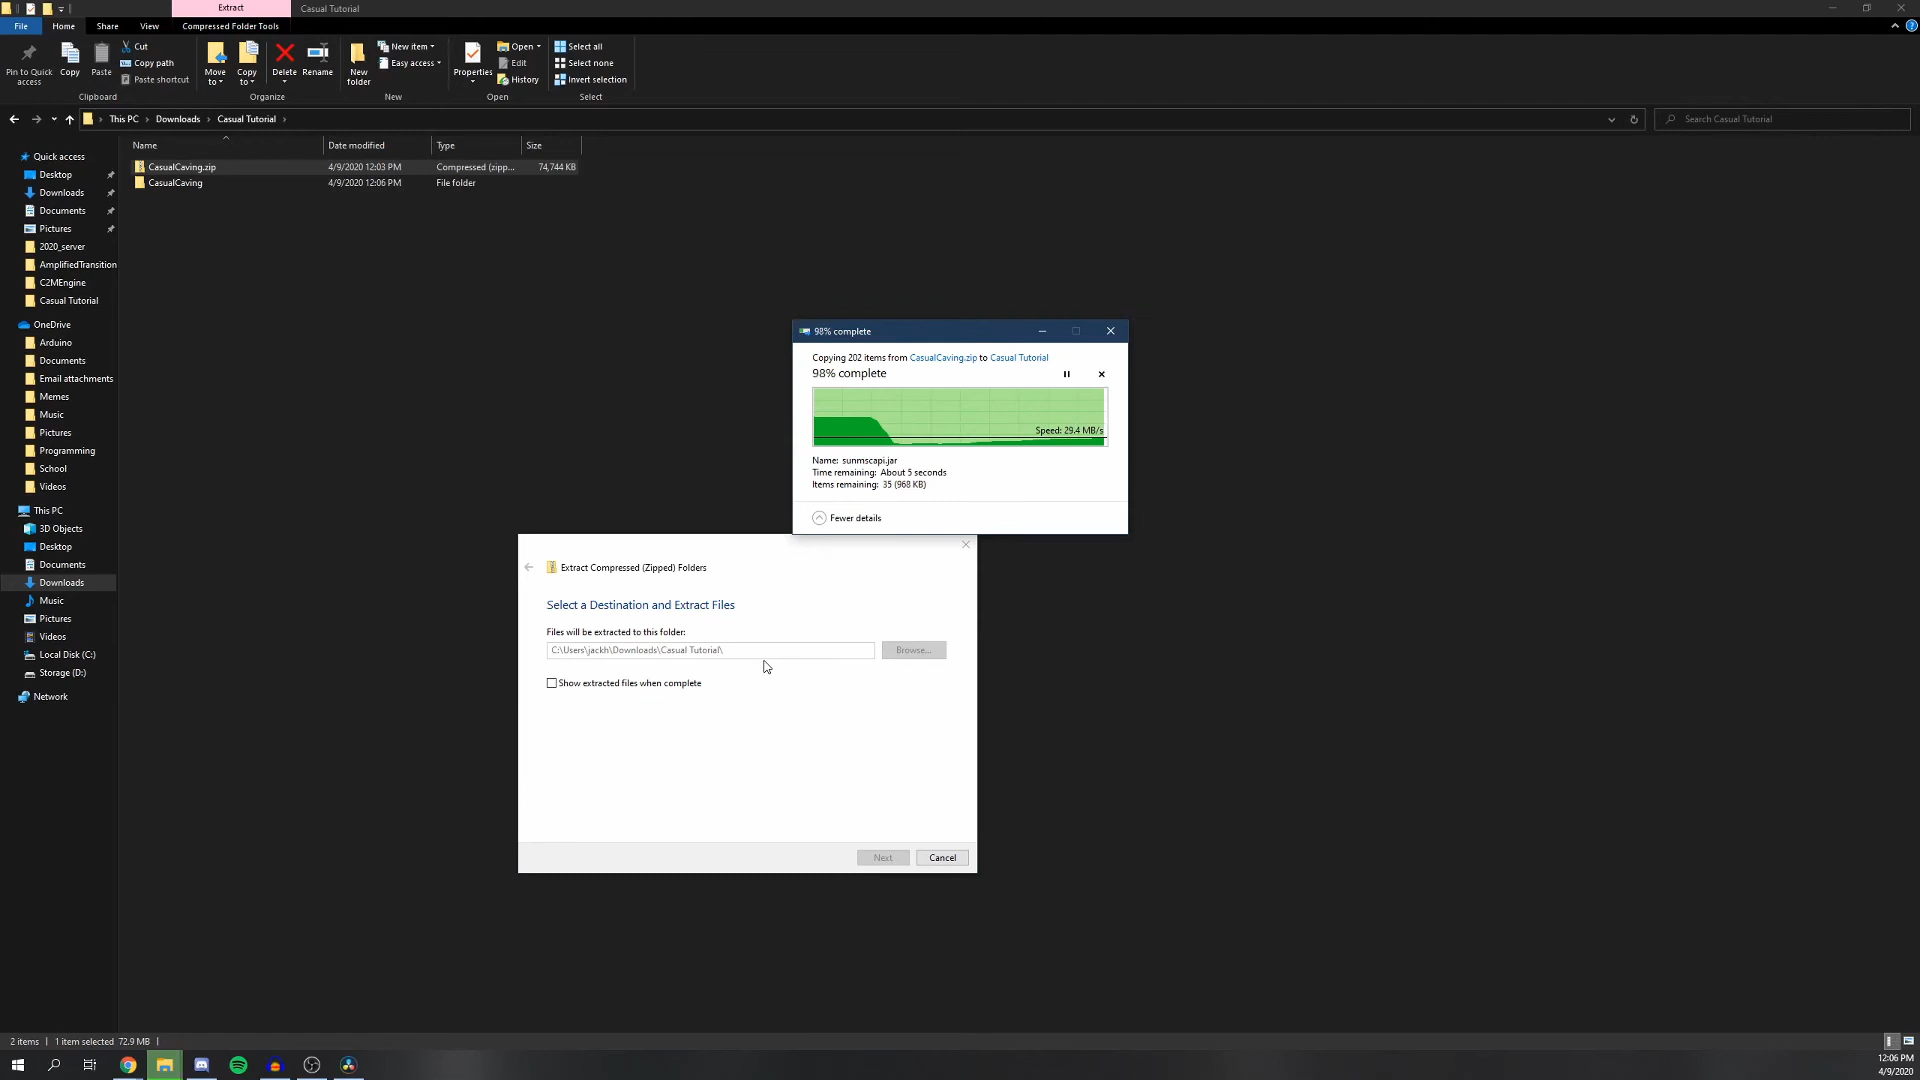 Extract
Casual Tutorial
File
Home
Share
View
Compressed Folder Tools
Pin to Quick access
Copy
Paste
Cut
Copy path
Paste shortcut
Clipboard
Move to
Copy to
Delete
Rename
Organize
New folder
New item
Easy access
New
Properties
Open
Edit
History
Open
Select all
Select none
Invert selection
Select
This PC
Downloads
Casual Tutorial
Search Casual Tutorial
Name
Date modified
Type
Size
CasualCaving.zip 4/9/2020 12:03 PM Compressed (zipp... 74,744 KB
CasualCaving 4/9/2020 12:06 PM File folder
Quick access
Desktop
Downloads
Documents
Pictures
2020_server
AmplifiedTransition
C2MEngine
Casual Tutorial
OneDrive
Arduino
Documents
Email attachments
Memes
Music
Pictures
Programming
School
Videos
This PC
3D Objects
Desktop
Documents
Downloads
Music
Pictures
Videos
Local Disk (C:)
Storage (D:)
Network
98% complete
Copying 202 items from CasualCaving.zip to Casual Tutorial
98% complete
Speed: 29.4 MB/s
Name: sunmscapi.jar
Time remaining: About 5 seconds
Items remaining: 35 (968 KB)
Fewer details
Extract Compressed (Zipped) Folders
Select a Destination and Extract Files
Files will be extracted to this folder:
C:\Users\jackh\Downloads\Casual Tutorial\
Browse...
Show extracted files when complete
Next
Cancel
2 items
1 item selected 72.9 MB
12:06 PM
4/9/2020